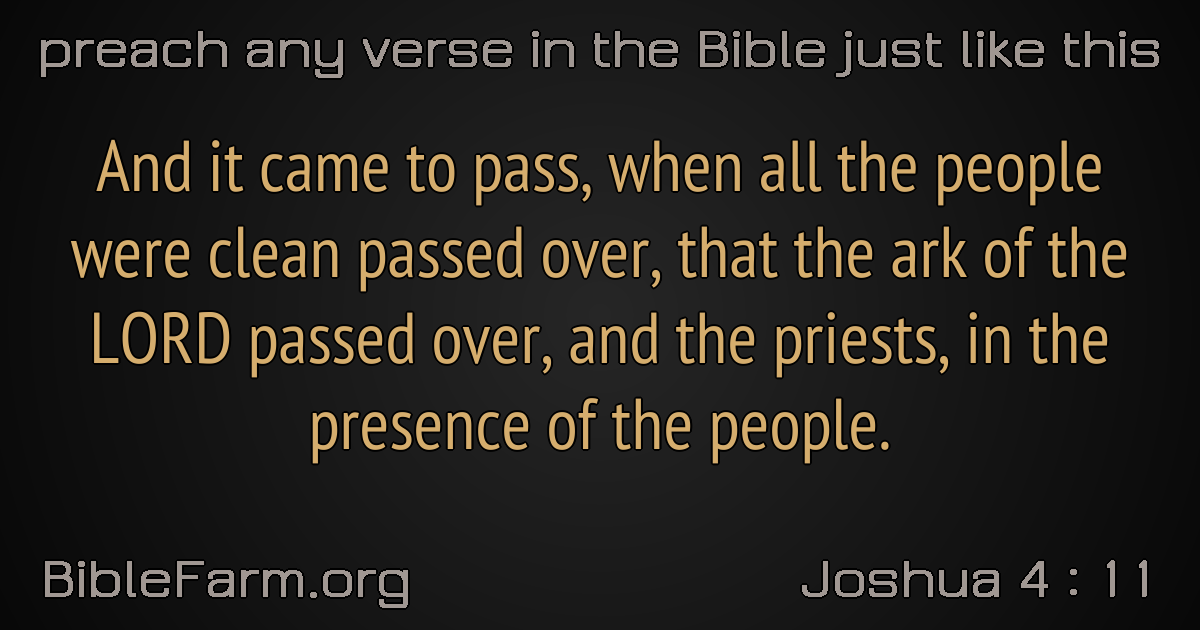 preach any verse in the Bible just like this
And it came to pass, when all the people
were clean passed over, that the ark of the
LORD passed over, and the priests, in the
presence of the people.
BibleFarm.org
Joshua 4 : 11